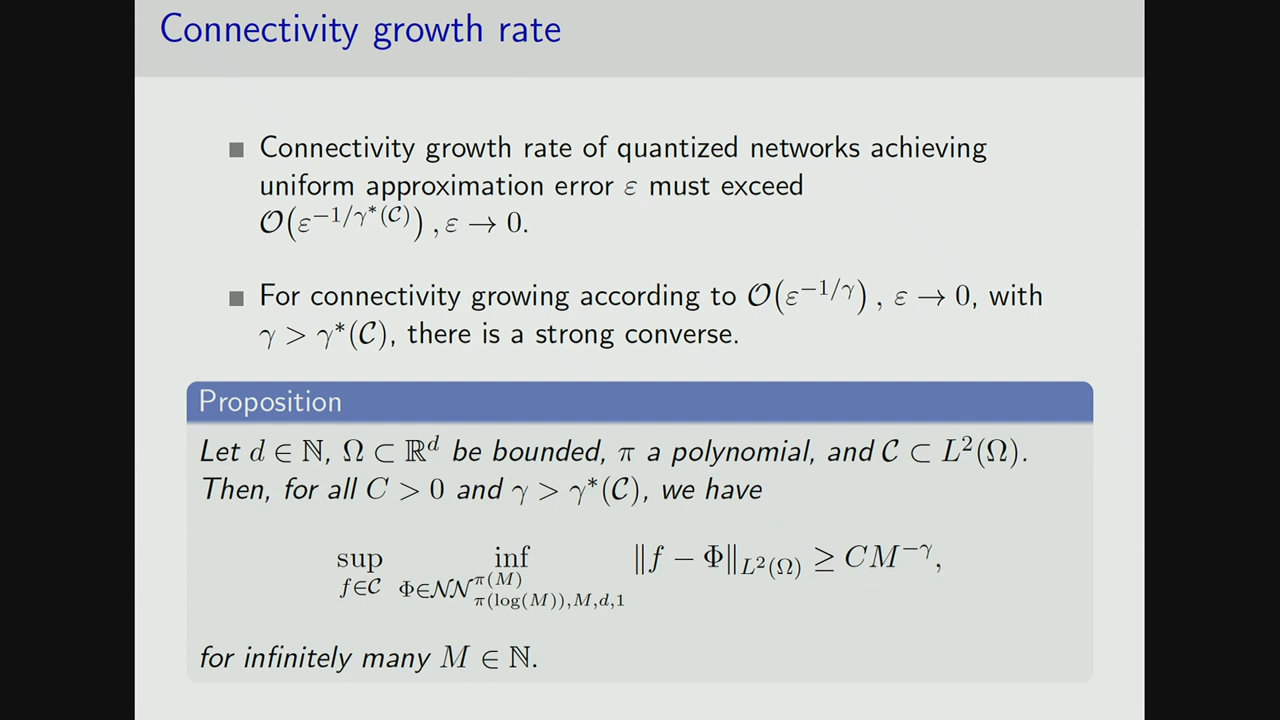 Connectivity growth rate
Connectivity growth rate of quantized networks achieving
uniform approximation error ε must exceed
𝒪(ε^{−1/γ*(𝒞)}), ε → 0.
For connectivity growing according to 𝒪(ε^{−1/γ}), ε → 0, with
γ > γ*(𝒞), there is a strong converse.
Proposition
Let d ∈ ℕ, Ω ⊂ ℝ^d be bounded, π a polynomial, and 𝒞 ⊂ L²(Ω).
Then, for all C > 0 and γ > γ*(𝒞), we have
sup_{f∈𝒞} inf_{Φ∈𝒩𝒩^{π(M)}_{π(log(M)),M,d,1}} ‖f − Φ‖_{L²(Ω)} ≥ CM^{−γ},
for infinitely many M ∈ ℕ.